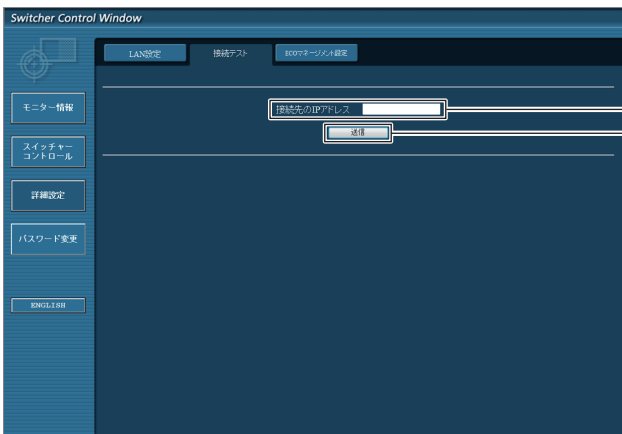 Switcher Control Window
LAN設定
接続テスト
ECOマネージメント設定
モニター情報
接続先のIPアドレス
送信
スイッチャー
コントロール
詳細設定
パスワード変更
ENGLISH